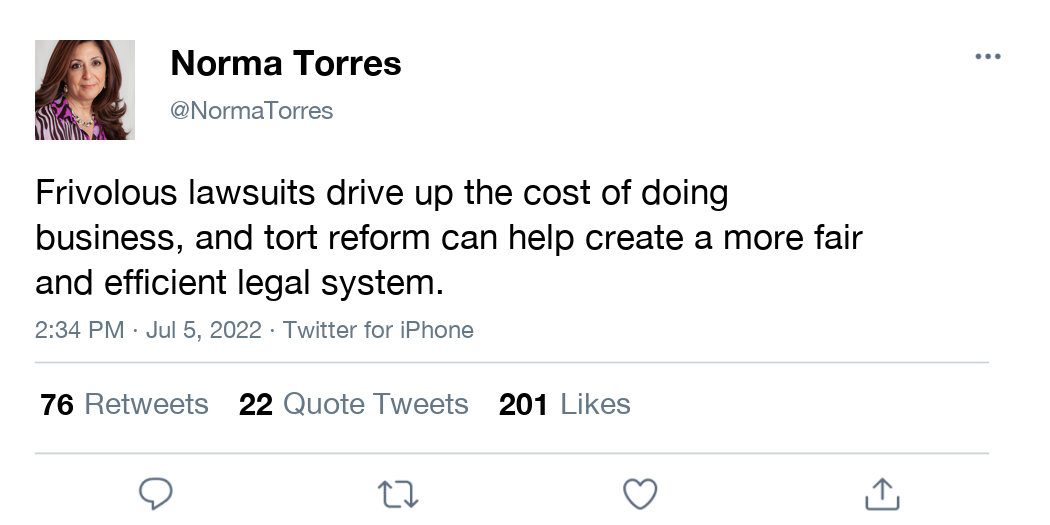 Norma Torres
@NormaTorres
Frivolous lawsuits drive up the cost of doing
business, and tort reform can help create a more fair
and efficient legal system.
2:34 PM · Jul 5, 2022 · Twitter for iPhone
76 Retweets 22 Quote Tweets 201 Likes